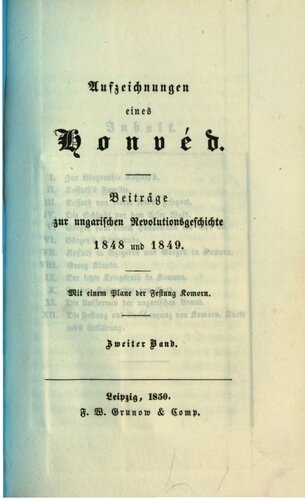 Aufzeichnungen
eines
Honvéd.
Beiträge
zur ungarischen Revolutionsgeschichte
1848 und 1849.
Mit einem Plane der Festung Komorn.
Zweiter Band.
Leipzig, 1850.
F. W. Grunow & Comp.